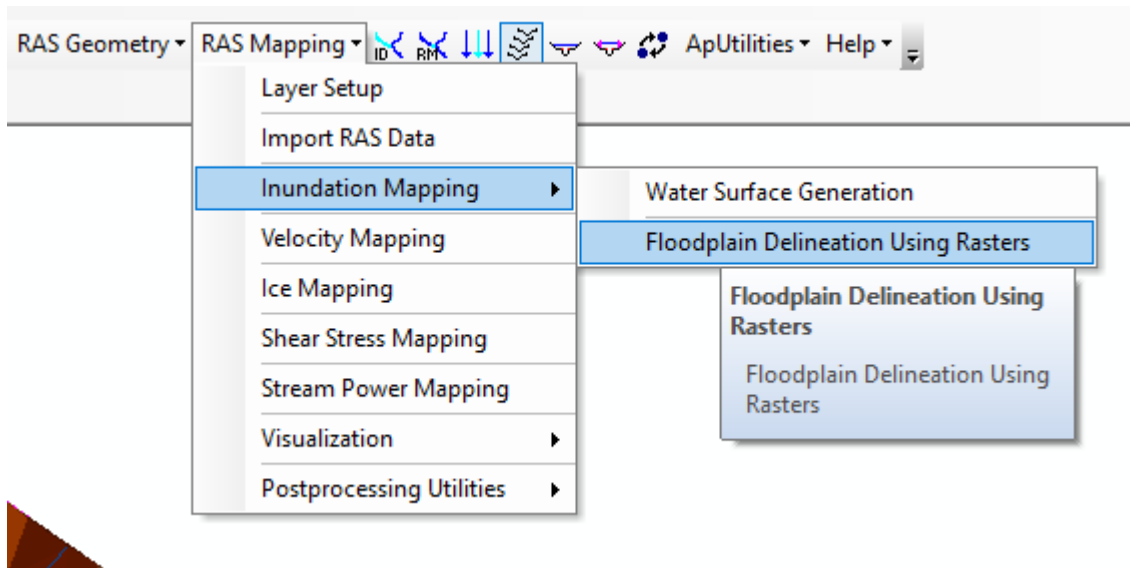 RAS Geometry RAS Mapping ID RM ApUtilities Help
Layer Setup
Import RAS Data
Inundation Mapping
Water Surface Generation
Velocity Mapping
Floodplain Delineation Using Rasters
Ice Mapping
Floodplain Delineation Using
Rasters
Shear Stress Mapping
Floodplain Delineation Using
Rasters
Stream Power Mapping
Visualization
Postprocessing Utilities